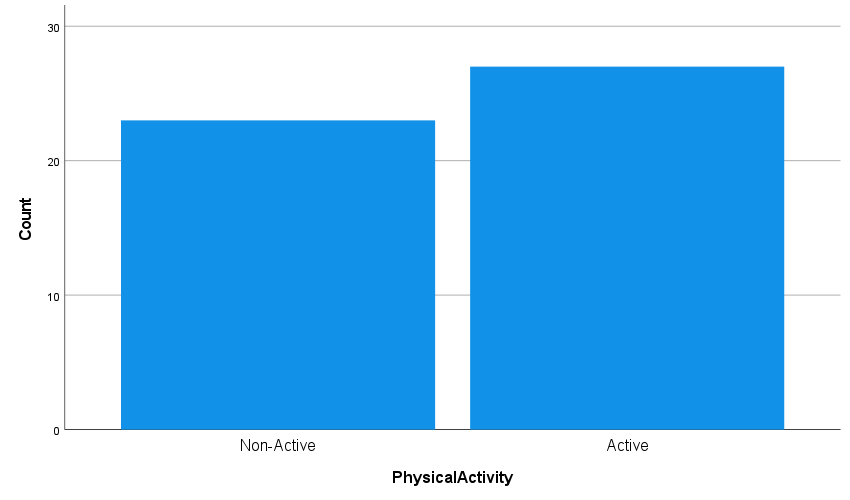 30
20
10
0
Count
Non-Active
Active
PhysicalActivity